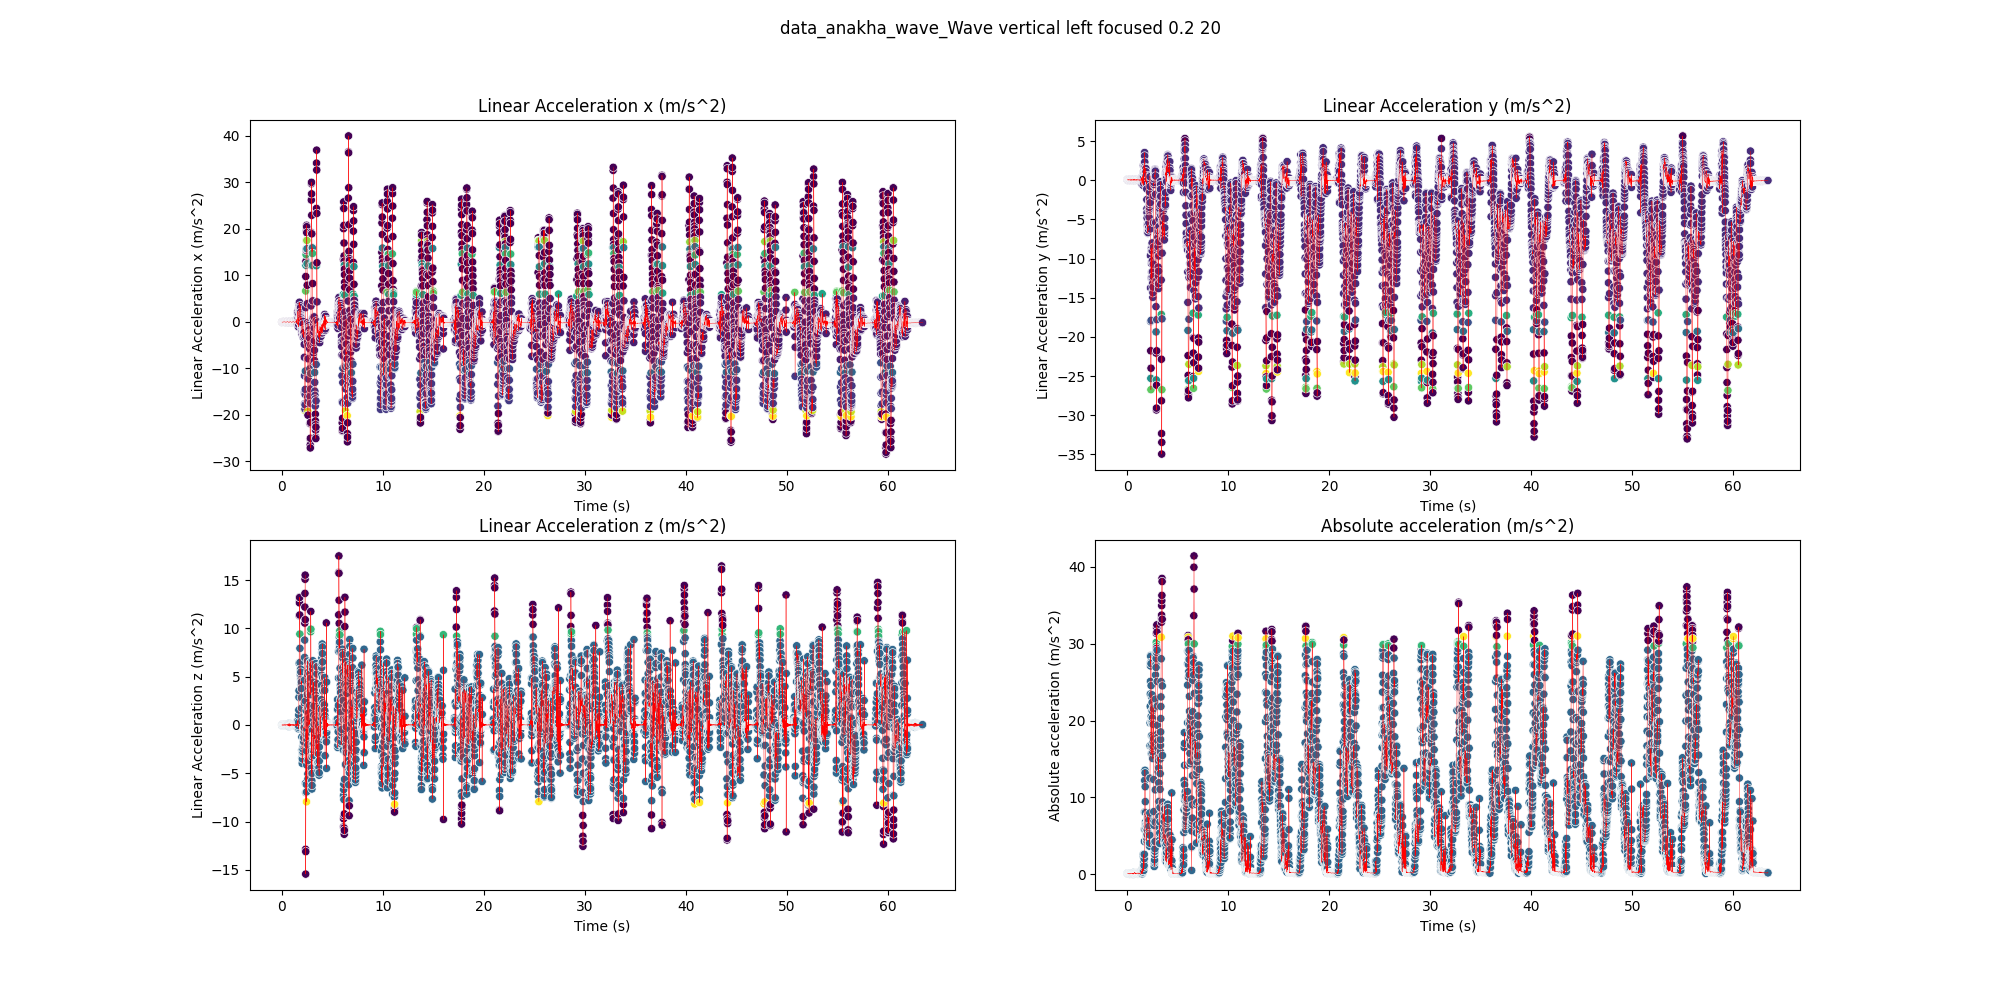 data_anakha_wave_Wave vertical left focused 0.2 20
Linear Acceleration x (m/s^2)
Linear Acceleration x (m/s^2)
40
30
20
10
0
−10
−20
−30
0 10 20 30 40 50 60
Time (s)
Linear Acceleration y (m/s^2)
Linear Acceleration y (m/s^2)
5
0
−5
−10
−15
−20
−25
−30
−35
0 10 20 30 40 50 60
Time (s)
Linear Acceleration z (m/s^2)
Linear Acceleration z (m/s^2)
15
10
5
0
−5
−10
−15
0 10 20 30 40 50 60
Time (s)
Absolute acceleration (m/s^2)
Absolute acceleration (m/s^2)
40
30
20
10
0
0 10 20 30 40 50 60
Time (s)